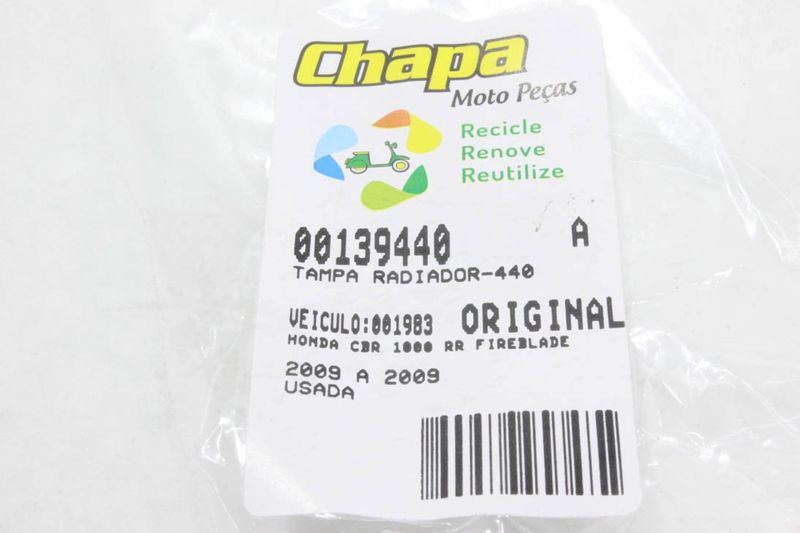 Chapa
Moto Peças
Recicle
Renove
Reutilize
00139440 A
TAMPA RADIADOR-440
VEICULO:001983 ORIGINAL
HONDA CBR 1000 RR FIREBLADE
2009 A 2009
USADA